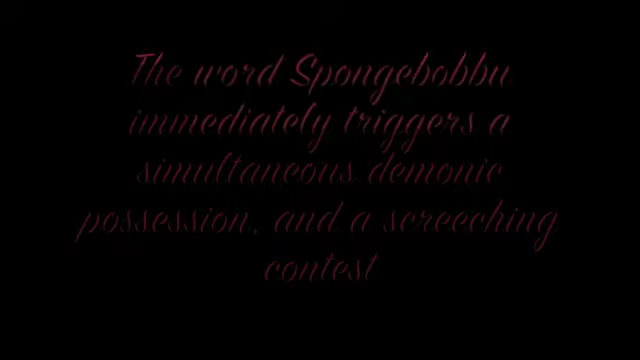 The word Spongebobbu
immediately triggers a
simultaneous demonic
possession, and a screeching
contest